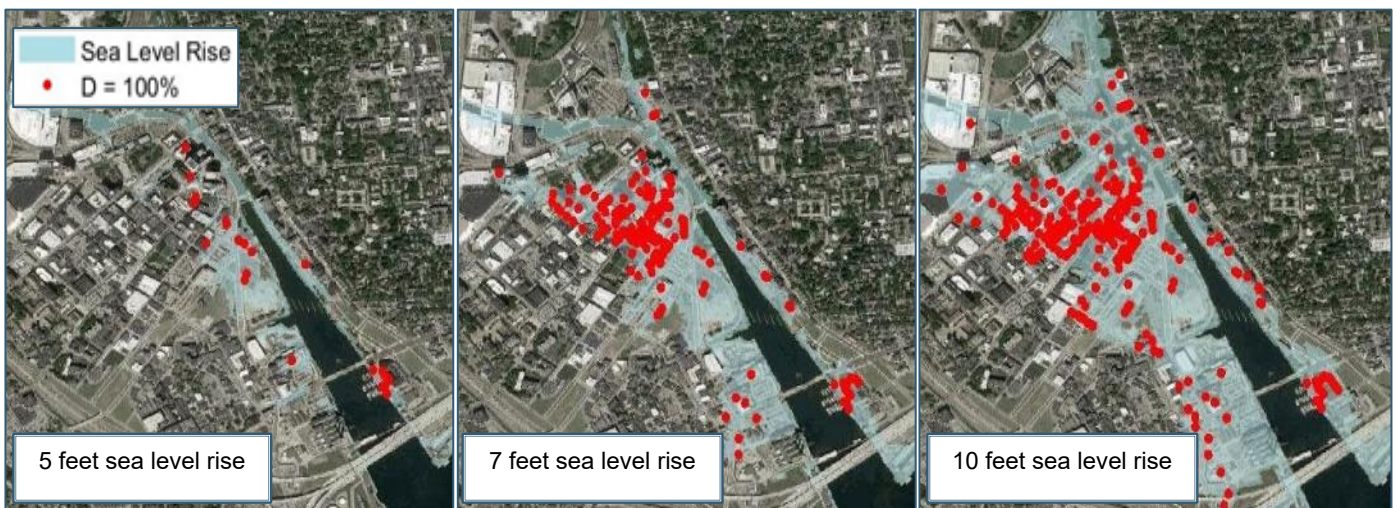 Sea Level Rise
D = 100%
5 feet sea level rise
7 feet sea level rise
10 feet sea level rise